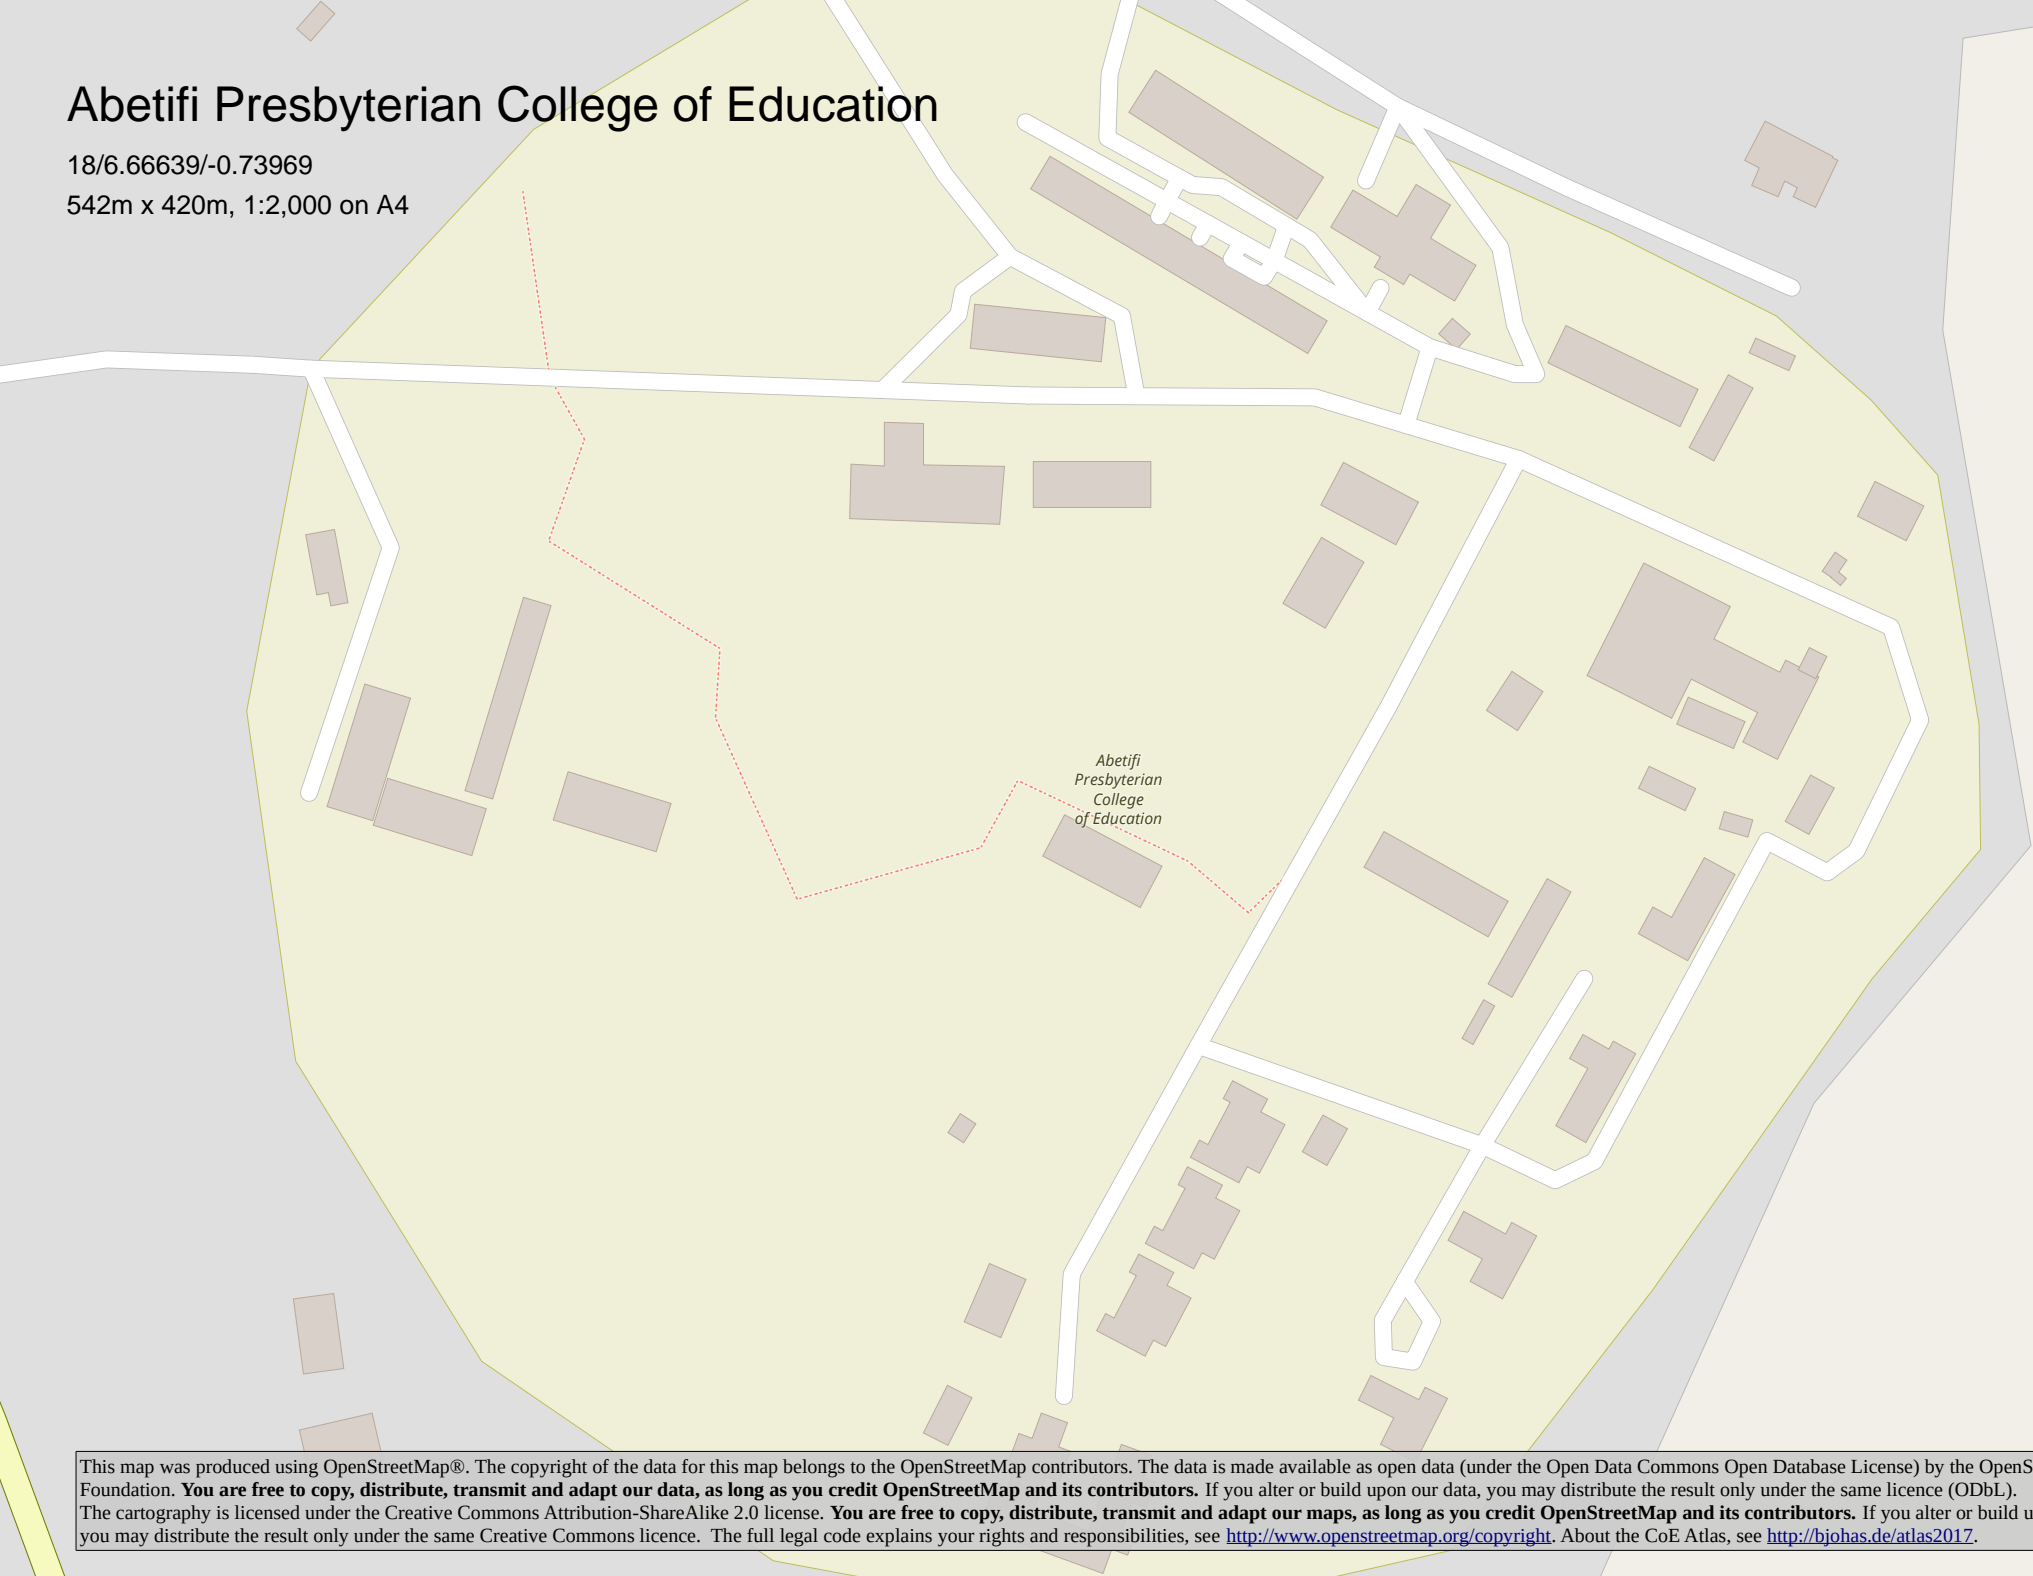 Abetifi Presbyterian College of Education
18/6.66639/-0.73969
542m x 420m, 1:2,000 on A4
Abetifi
Presbyterian
College
of Education
This map was produced using OpenStreetMap®. The copyright of the data for this map belongs to the OpenStreetMap contributors. The data is made available as open data (under the Open Data Commons Open Database License) by the OpenS
Foundation. You are free to copy, distribute, transmit and adapt our data, as long as you credit OpenStreetMap and its contributors. If you alter or build upon our data, you may distribute the result only under the same licence (ODbL).
The cartography is licensed under the Creative Commons Attribution-ShareAlike 2.0 license. You are free to copy, distribute, transmit and adapt our maps, as long as you credit OpenStreetMap and its contributors. If you alter or build u
you may distribute the result only under the same Creative Commons licence. The full legal code explains your rights and responsibilities, see http://www.openstreetmap.org/copyright. About the CoE Atlas, see http://bjohas.de/atlas2017.